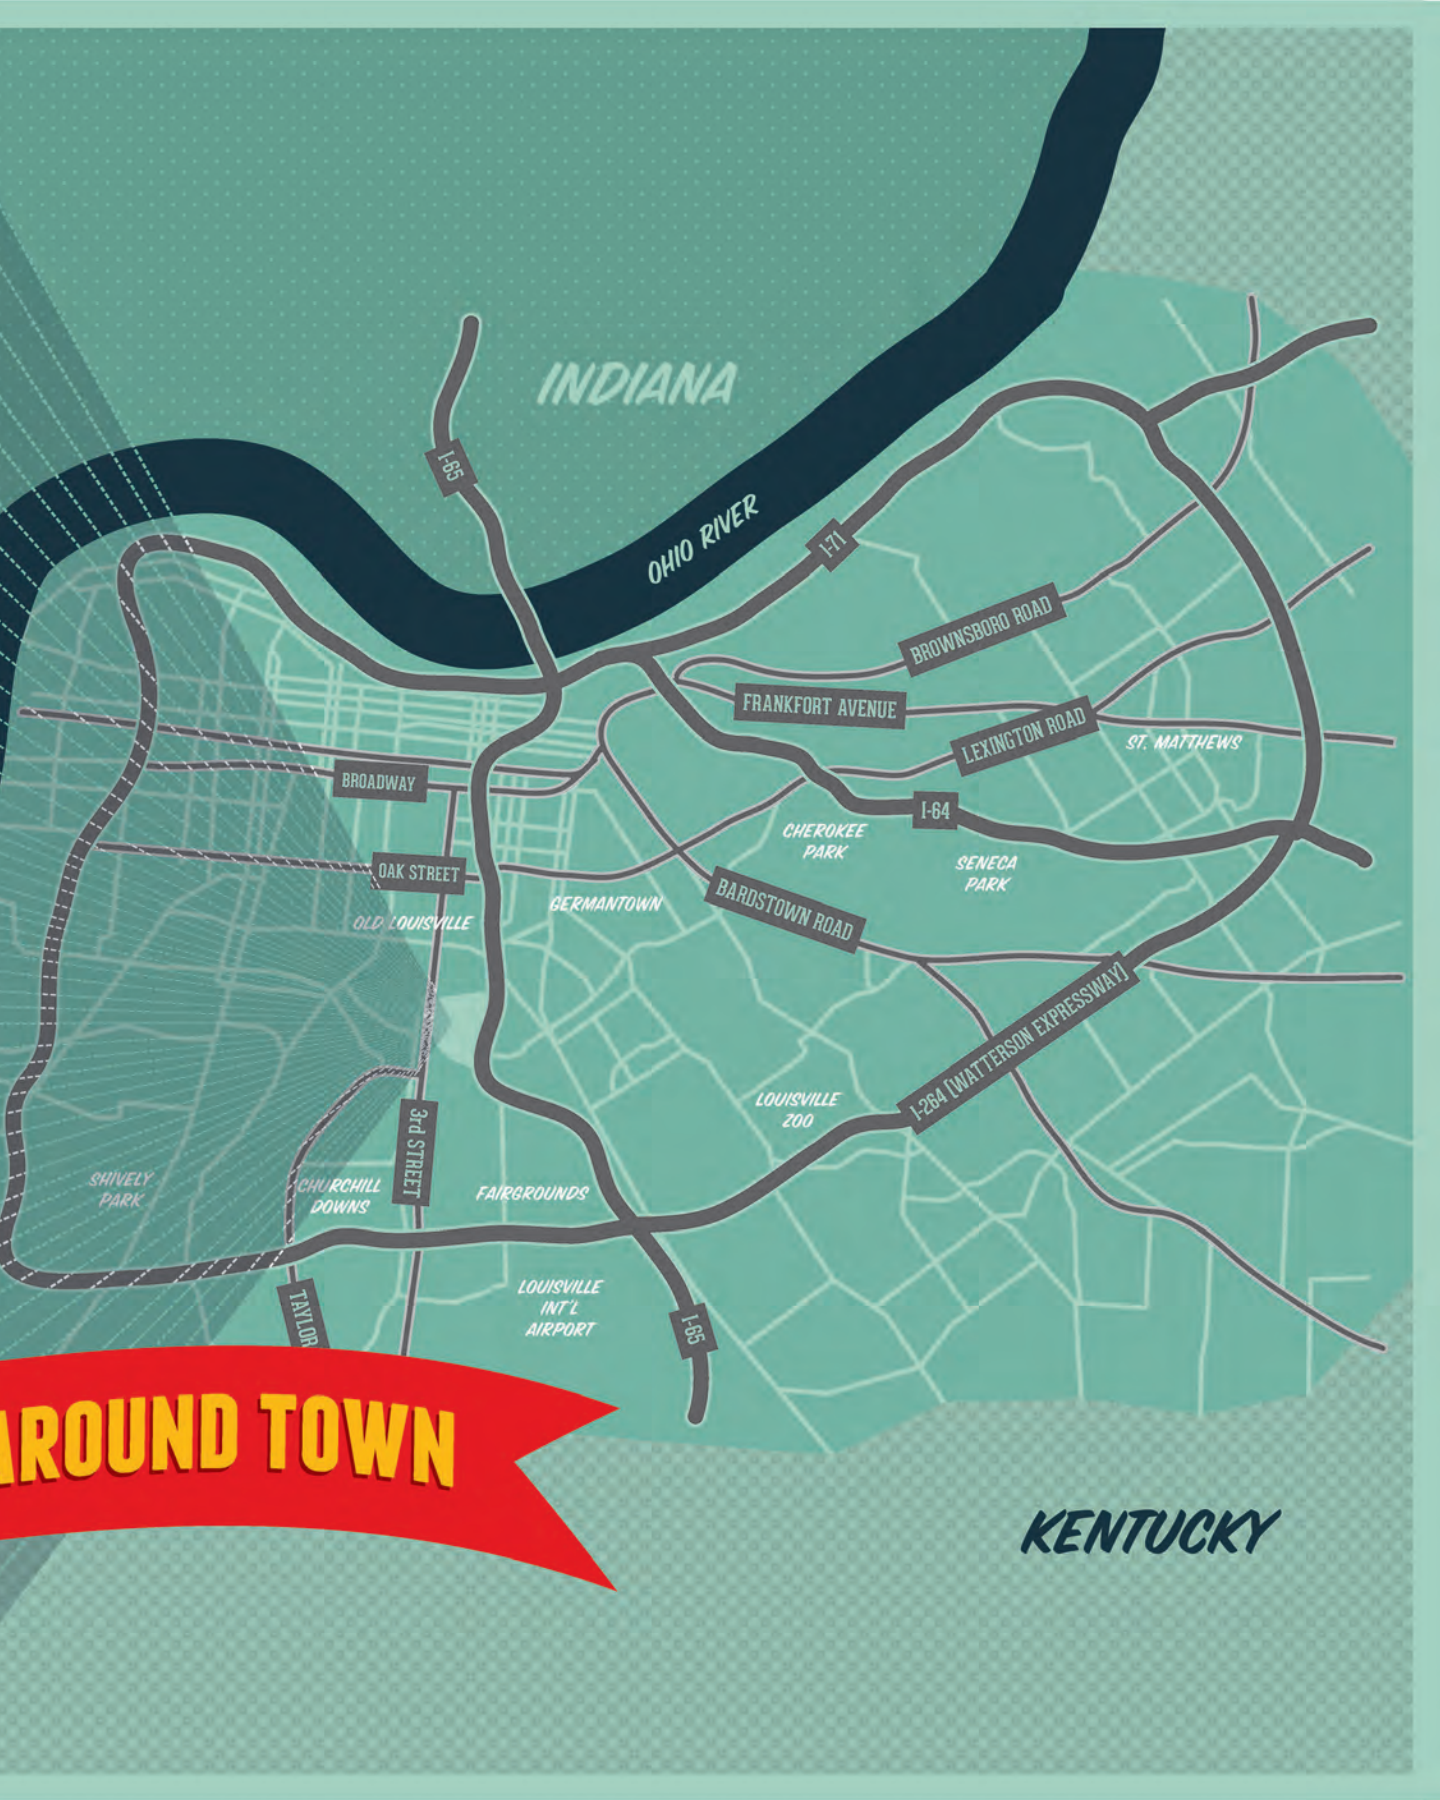 INDIANA
I-65
OHIO RIVER
I-71
BROWNSBORO ROAD
FRANKFORT AVENUE
LEXINGTON ROAD
ST. MATTHEWS
BROADWAY
I-64
CHEROKEE
PARK
SENECA
PARK
OAK STREET
OLD LOUISVILLE
GERMANTOWN
BARDSTOWN ROAD
I-264 [WATTERSON EXPRESSWAY]
LOUISVILLE
ZOO
3rd STREET
SHIVELY
PARK
CHURCHILL
DOWNS
FAIRGROUNDS
LOUISVILLE
INT'L
AIRPORT
TAYLOR
I-65
AROUND TOWN
KENTUCKY